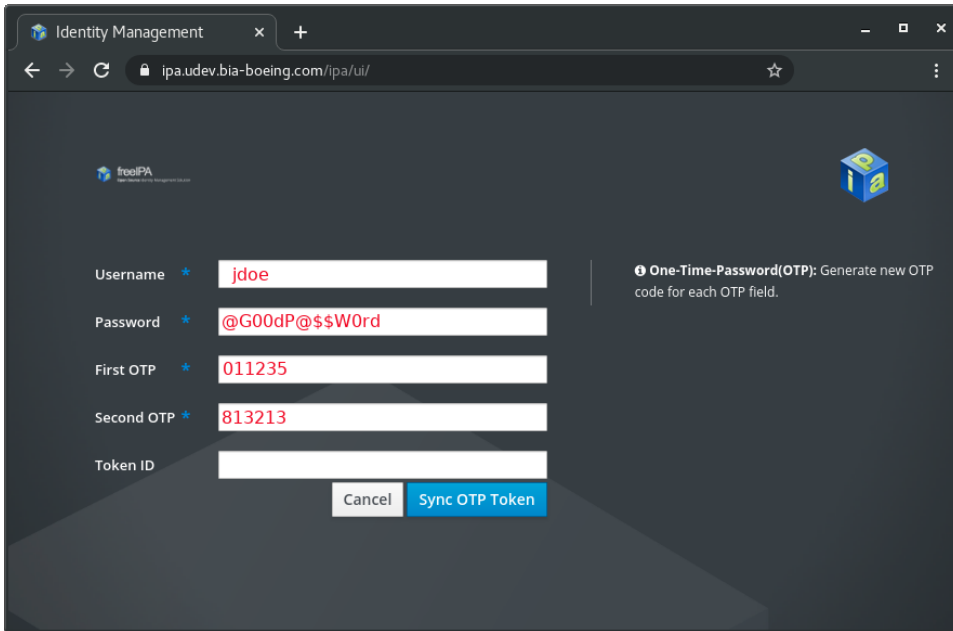 Identity Management
ipa.udev.bia-boeing.com/ipa/ui/
freeIPA
Username * jdoe
Password * @G00dP@$$W0rd
First OTP * 011235
Second OTP * 813213
Token ID
Cancel Sync OTP Token
One-Time-Password(OTP): Generate new OTP
code for each OTP field.